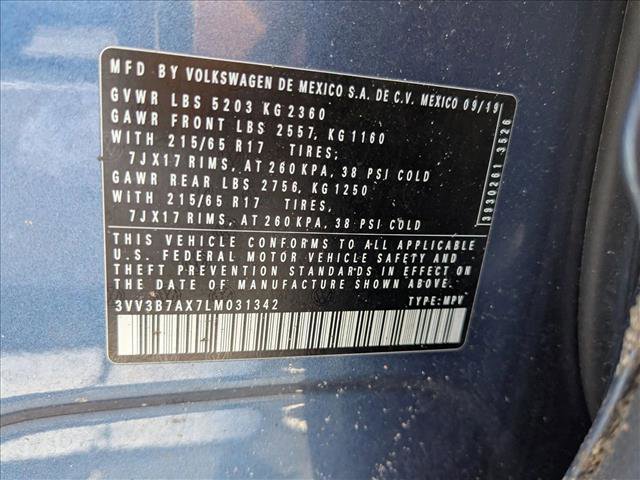 MFD BY VOLKSWAGEN DE MEXICO S.A. DE C.V. MEXICO 09/19
GVWR LBS 5203 KG 2360
GAWR FRONT LBS 2557, KG 1160
WITH 215/65 R17 TIRES,
7JX17 RIMS, AT 260 KPA, 38 PSI COLD
GAWR REAR LBS 2756, KG 1250
WITH 215/65 R17 TIRES,
7JX17 RIMS, AT 260 KPA, 38 PSI COLD
THIS VEHICLE CONFORMS TO ALL APPLICABLE
U.S. FEDERAL MOTOR VEHICLE SAFETY AND
THEFT PREVENTION STANDARDS IN EFFECT ON
THE DATE OF MANUFACTURE SHOWN ABOVE
3VV3B7AX7LM031342 TYPE: MPV
3930261 3526